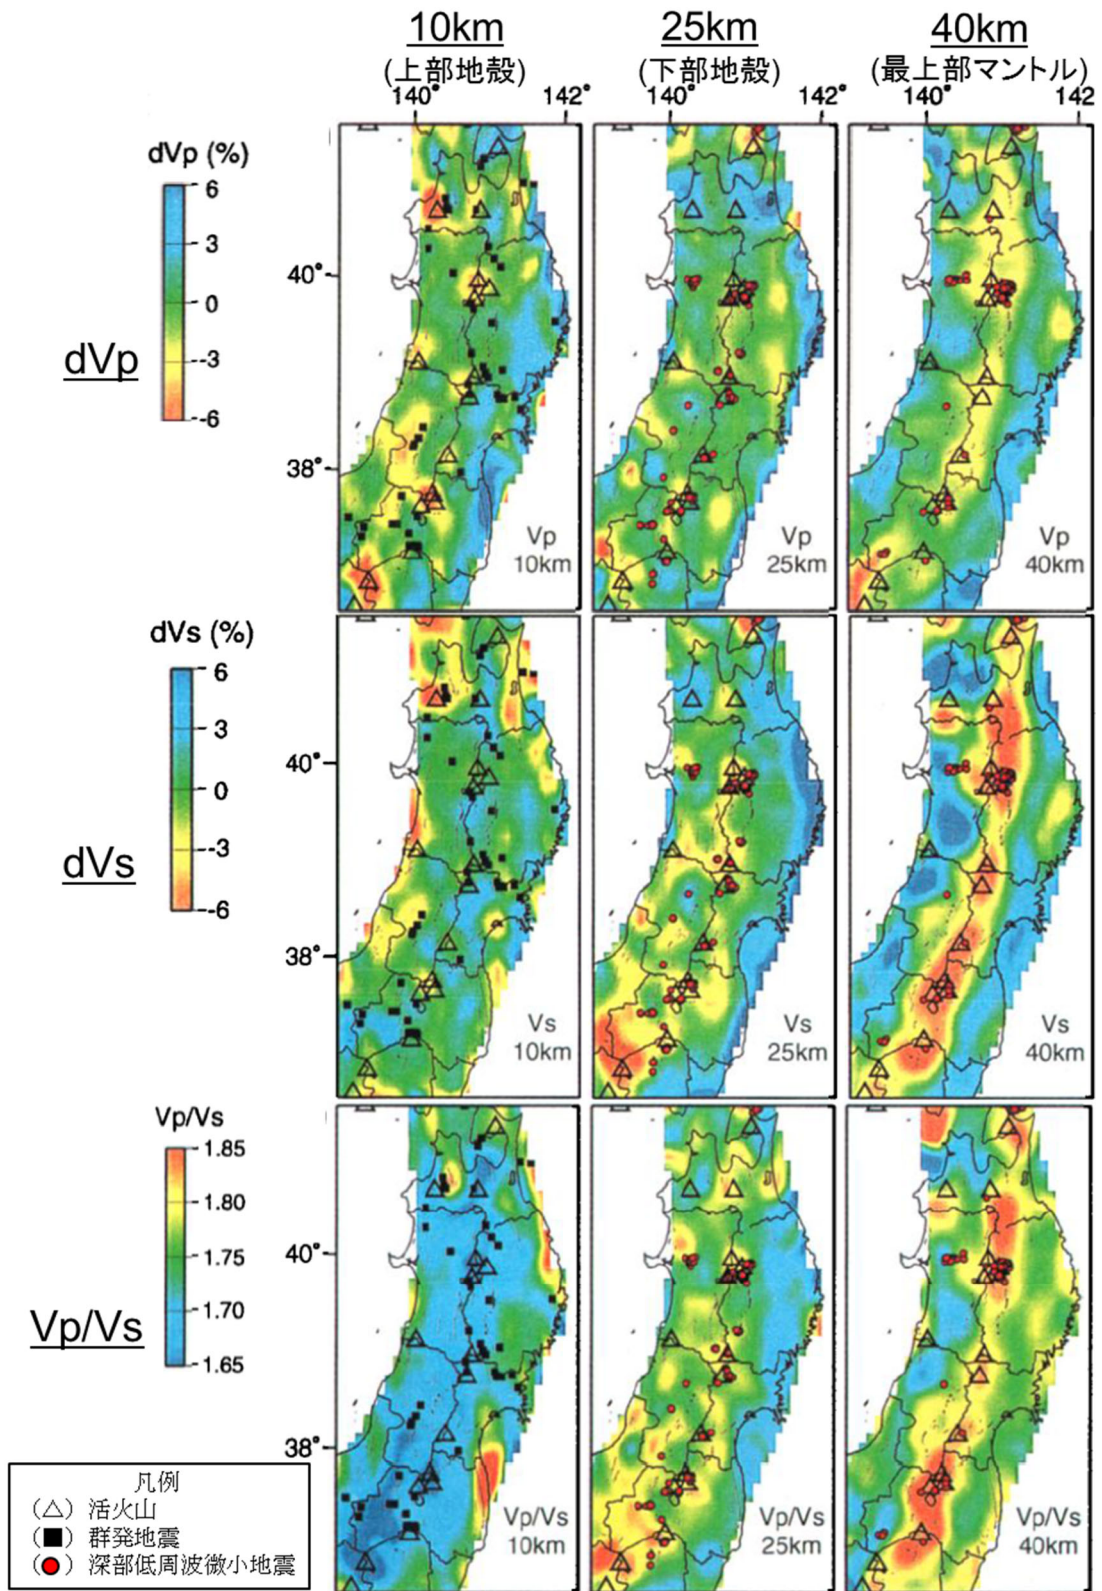 10km
25km
40km
(上部地殻)
(下部地殻)
(最上部マントル)
140°
142°
140°
142°
140°
142
dVp (%)
6
3
0
-3
-6
dVp
40°
38°
Vp
10km
Vp
25km
Vp
40km
dVs (%)
6
3
0
-3
-6
dVs
40°
38°
Vs
10km
Vs
25km
Vs
40km
Vp/Vs
1.85
1.80
1.75
1.70
1.65
Vp/Vs
40°
38°
Vp/Vs
10km
Vp/Vs
25km
Vp/Vs
40km
凡例
(△) 活火山
(■) 群発地震
(●) 深部低周波微小地震